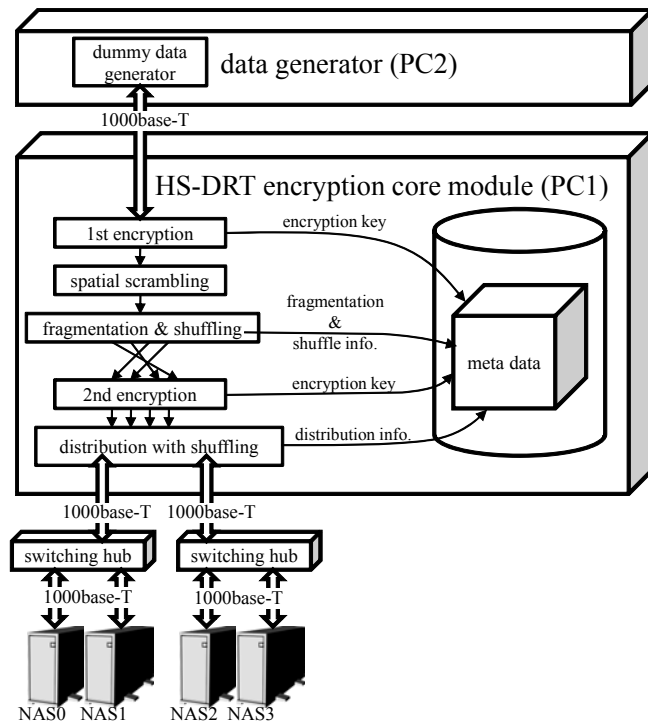 dummy data
generator
data generator (PC2)
1000base-T
HS-DRT encryption core module (PC1)
1st encryption
encryption key
spatial scrambling
fragmentation
&
shuffle info.
fragmentation & shuffling
meta data
2nd encryption
encryption key
distribution with shuffling
distribution info.
1000base-T 1000base-T
switching hub switching hub
1000base-T 1000base-T
NAS0 NAS1 NAS2 NAS3